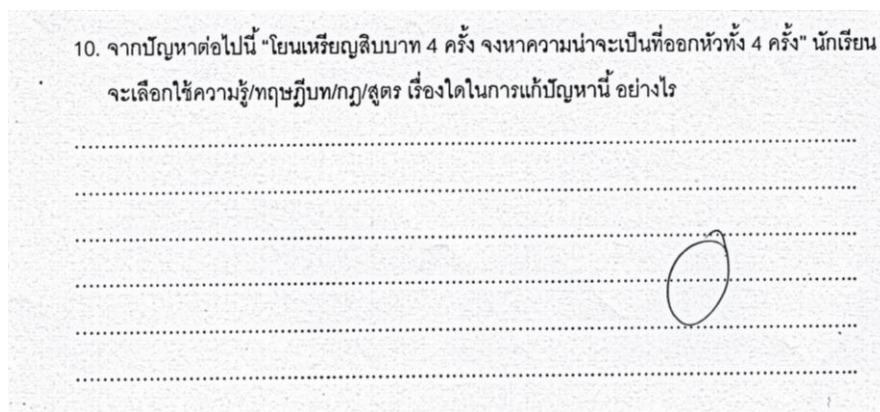 10. จากปัญหาต่อไปนี้ "โยนเหรียญสิบบาท 4 ครั้ง จงหาความน่าจะเป็นที่ออกหัวทั้ง 4 ครั้ง" นักเรียน
จะเลือกใช้ความรู้/ทฤษฎีบท/กฎ/สูตร เรื่องใดในการแก้ปัญหานี้ อย่างไร